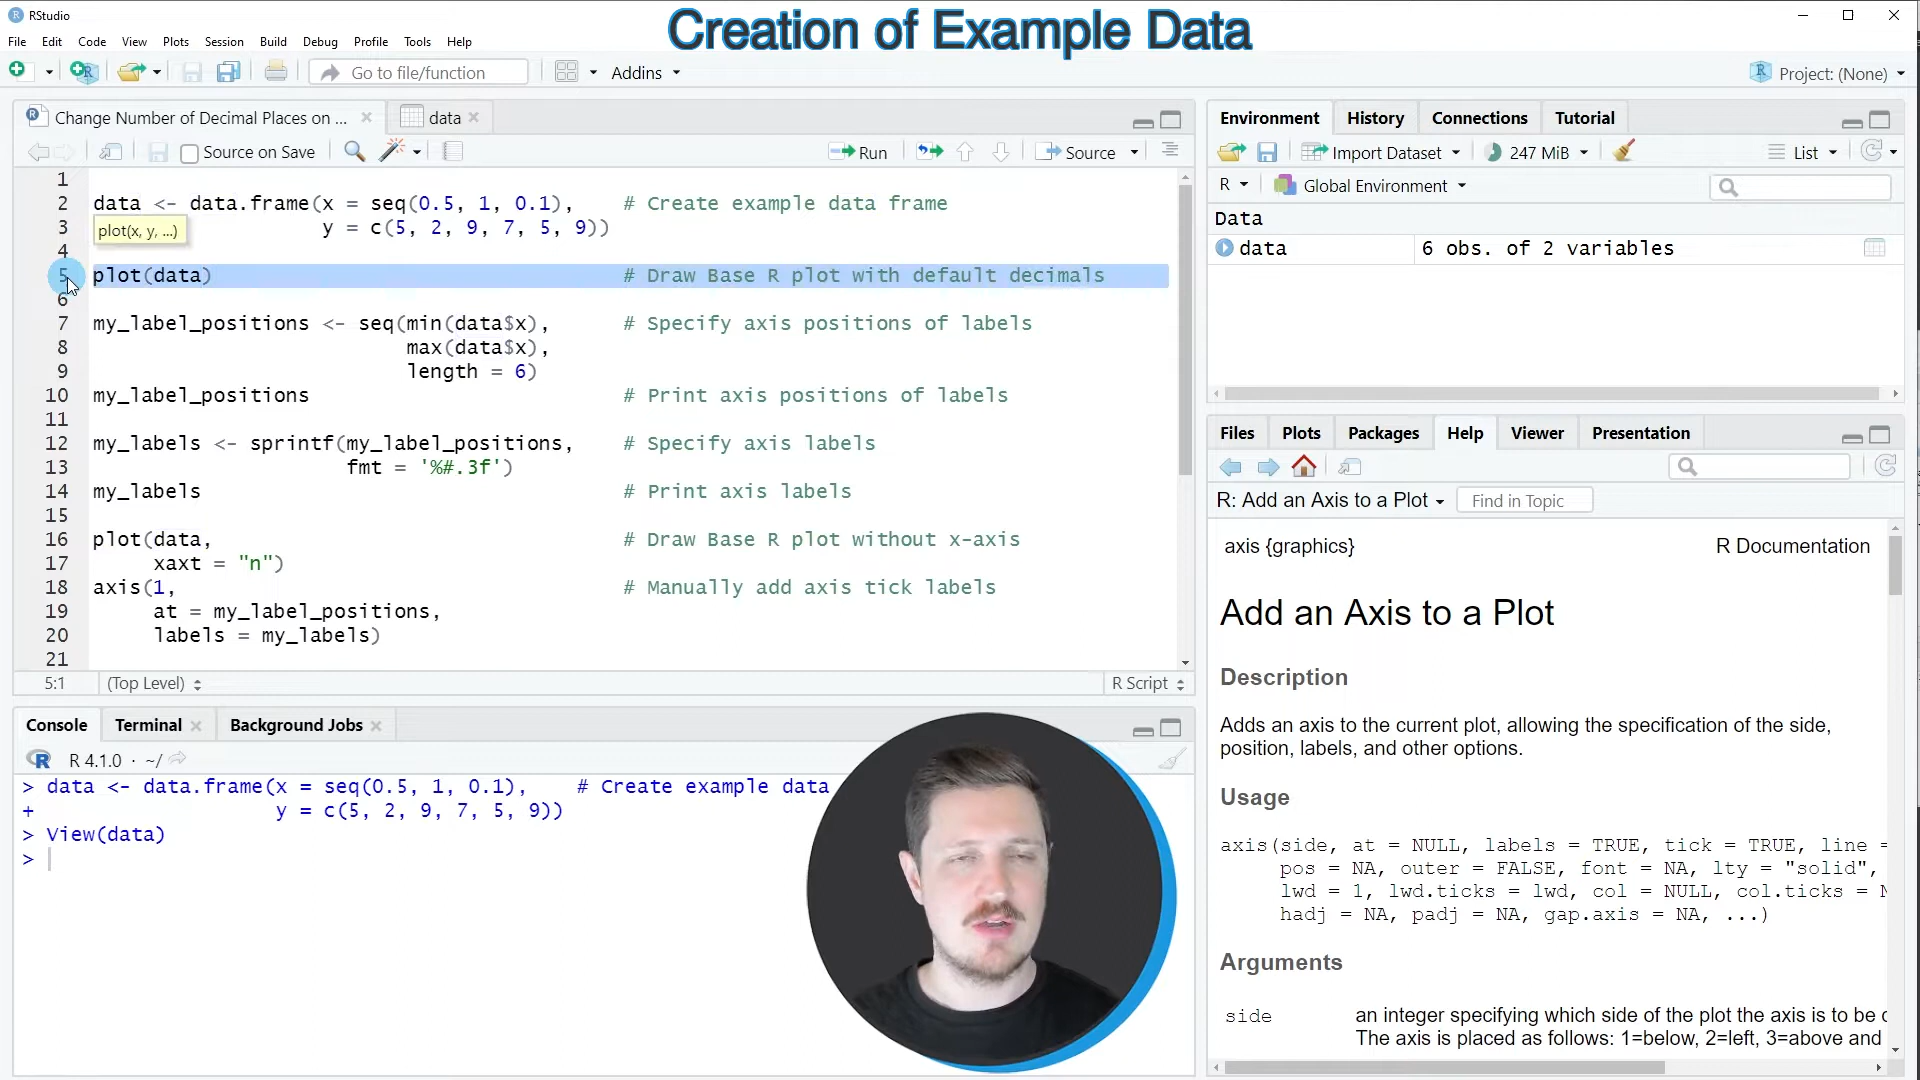 RStudio
Creation of Example Data
File Edit Code View Plots Session Build Debug Profile Tools Help
Go to file/function
Addins
Project: (None)
Change Number of Decimal Places on ...
data
Source on Save
Run
Source
1
2 data <- data.frame(x = seq(0.5, 1, 0.1), # Create example data frame
3 y = c(5, 2, 9, 7, 5, 9))
plot(x, y, ...)
4
5 plot(data) # Draw Base R plot with default decimals
6
7 my_label_positions <- seq(min(data$x), # Specify axis positions of labels
8 max(data$x),
9 length = 6)
10 my_label_positions # Print axis positions of labels
11
12 my_labels <- sprintf(my_label_positions, # Specify axis labels
13 fmt = '%#.3f')
14 my_labels # Print axis labels
15
16 plot(data, # Draw Base R plot without x-axis
17 xaxt = "n")
18 axis(1, # Manually add axis tick labels
19 at = my_label_positions,
20 labels = my_labels)
21
5:1 (Top Level) R Script
Console Terminal Background Jobs
R 4.1.0 · ~/
> data <- data.frame(x = seq(0.5, 1, 0.1), # Create example data
+ y = c(5, 2, 9, 7, 5, 9))
> View(data)
>
Environment History Connections Tutorial
Import Dataset 247 MiB List
R Global Environment
Data
data 6 obs. of 2 variables
Files Plots Packages Help Viewer Presentation
R: Add an Axis to a Plot Find in Topic
axis {graphics} R Documentation
Add an Axis to a Plot
Description
Adds an axis to the current plot, allowing the specification of the side,
position, labels, and other options.
Usage
axis(side, at = NULL, labels = TRUE, tick = TRUE, line =
pos = NA, outer = FALSE, font = NA, lty = "solid",
lwd = 1, lwd.ticks = lwd, col = NULL, col.ticks =
hadj = NA, padj = NA, gap.axis = NA, ...)
Arguments
side an integer specifying which side of the plot the axis is to be
The axis is placed as follows: 1=below, 2=left, 3=above and